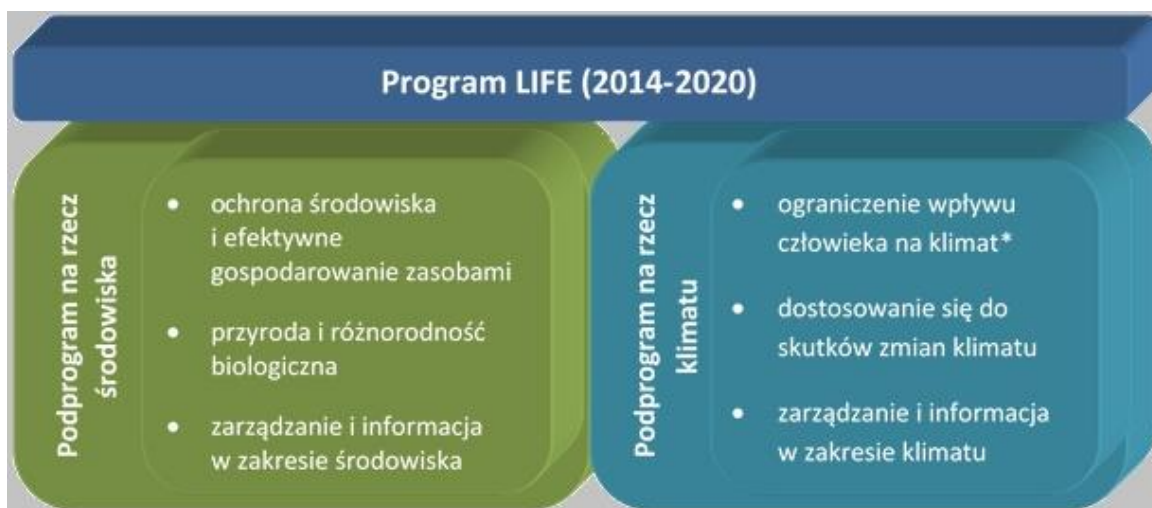 Program LIFE (2014-2020)
Podprogram na rzecz
środowiska
• ochrona środowiska
i efektywne
gospodarowanie zasobami
• przyroda i różnorodność
biologiczna
• zarządzanie i informacja
w zakresie środowiska
Podprogram na rzecz
klimatu
• ograniczenie wpływu
człowieka na klimat*
• dostosowanie się do
skutków zmian klimatu
• zarządzanie i informacja
w zakresie klimatu